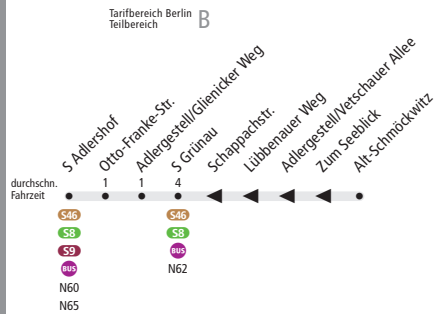 Tarifbereich Berlin
Teilbereich
B
S Adlershof
Otto-Franke-Str.
Adlergestell/Glienicker Weg
S Grünau
Schappachstr.
Lübbenauer Weg
Adlergestell/Vetschauer Allee
Zum Seeblick
Alt-Schmöckwitz
durchschn.
Fahrzeit
1 1 4
S46 S46
S8 S8
S9 BUS
BUS N62
N60
N65